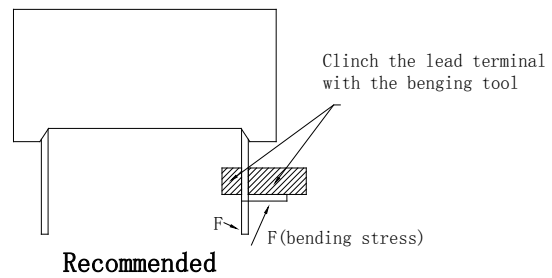 Clinch the lead terminal
with the benging tool
F
F(bending stress)
Recommended